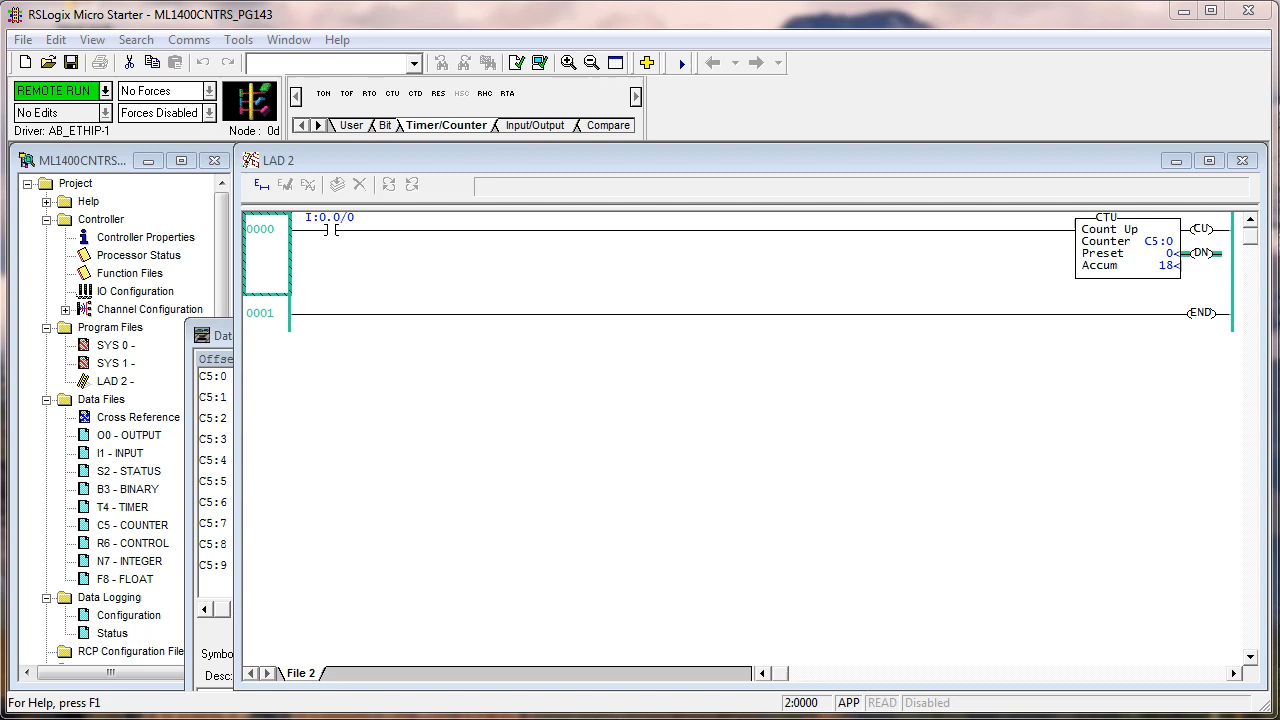 RSLogix Micro Starter - ML1400CNTRS_PG143
File Edit View Search Comms Tools Window Help
REMOTE RUN No Forces
No Edits Forces Disabled
Driver: AB_ETHIP-1 Node : 0d
TON TOF RTO CTU CTD RES HSC RHC RTA
User Bit Timer/Counter Input/Output Compare
ML1400CNTRS...
Project
Help
Controller
Controller Properties
Processor Status
Function Files
IO Configuration
Channel Configuration
Program Files
SYS 0 -
SYS 1 -
LAD 2 -
Data Files
Cross Reference
O0 - OUTPUT
I1 - INPUT
S2 - STATUS
B3 - BINARY
T4 - TIMER
C5 - COUNTER
R6 - CONTROL
N7 - INTEGER
F8 - FLOAT
Data Logging
Configuration
Status
RCP Configuration File
Dat
Offse
C5:0
C5:1
C5:2
C5:3
C5:4
C5:5
C5:6
C5:7
C5:8
C5:9
Symbo
Desc:
LAD 2
I:0.0/0
0000
CTU
Count Up
Counter C5:0
Preset 0<
Accum 18<
CU
DN
0001
END
File 2
For Help, press F1
2:0000 APP READ Disabled